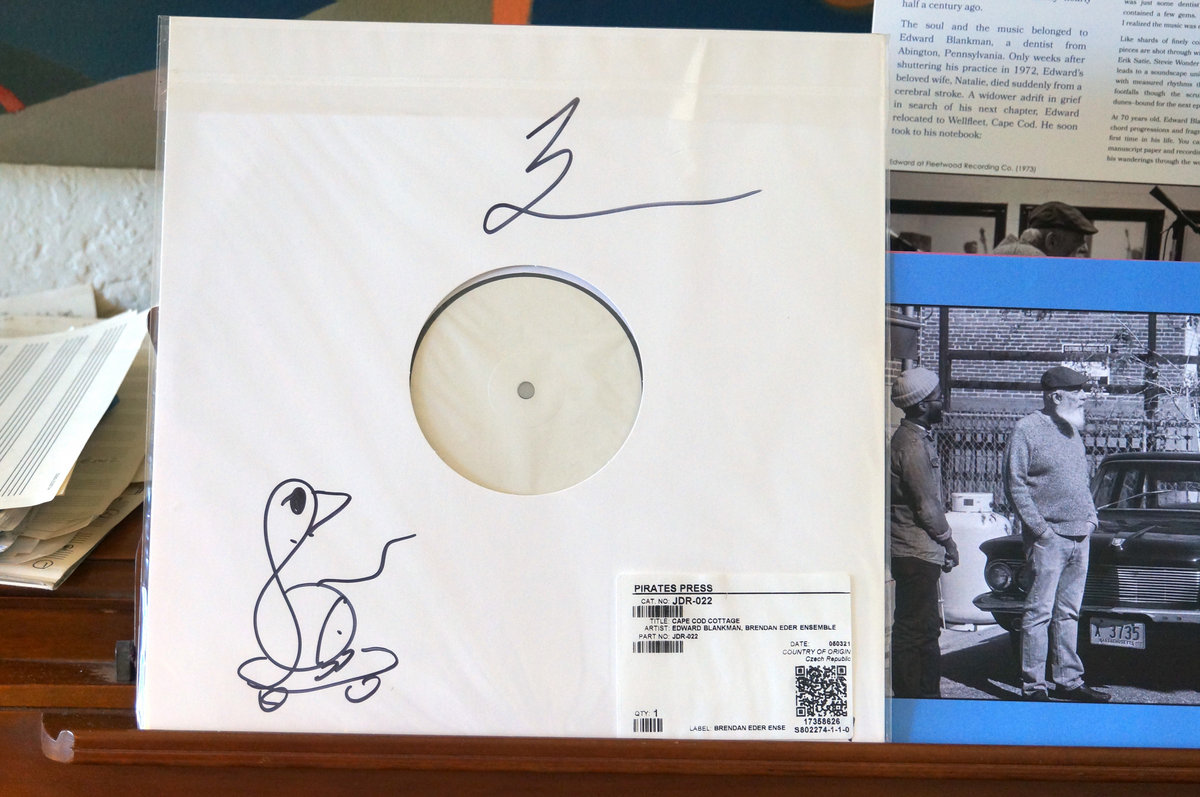 half a century ago.
The soul and the music belonged to
Edward Blankman, a dentist from
Abington, Pennsylvania. Only weeks after
shuttering his practice in 1972, Edward's
beloved wife, Natalie, died suddenly from a
cerebral stroke. A widower adrift in grief
in search of his next chapter, Edward
relocated to Wellfleet, Cape Cod. He soon
took to his notebook:
Edward at Fleetwood Recording Co. (1973)
was just some dentist
contained a few gems.
I realized the music was
Like shards of finely
pieces are shot through
Erik Satie, Stevie Wonder
leads to a soundscape
with measured rhythms
footfalls though the
dunes–bound for the next
At 70 years old, Edward
chord progressions and
first time in his life. You
manuscript paper and
his wanderings through the
PIRATES PRESS
CAT. NO: JDR-022
TITLE: CAPE COD COTTAGE
ARTIST: EDWARD BLANKMAN, BRENDAN EDER ENSEMBLE
PART NO: JDR-022
DATE: 060321
COUNTRY OF ORIGIN
Czech Republic
QTY: 1
17358626
LABEL: BRENDAN EDER ENSE S802274-1-1-0
X 3735